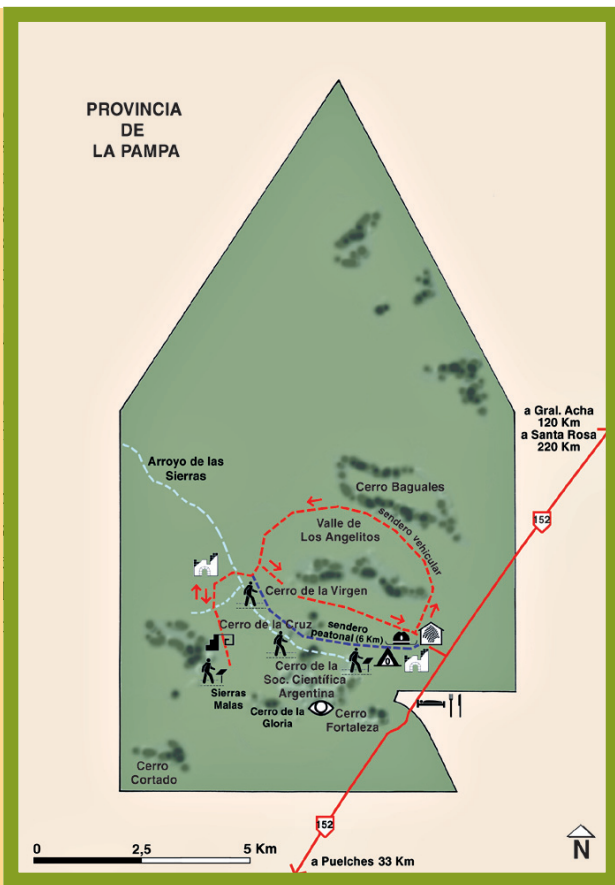 PROVINCIA
DE
LA PAMPA
a Gral. Acha
120 Km
a Santa Rosa
220 Km
Arroyo de las
Sierras
Cerro Baguales
152
Valle de
Los Angelitos
sendero vehicular
Cerro de la Virgen
Cerro de la Cruz
sendero
peatonal (6 Km)
Cerro de la
Soc. Científica
Argentina
Sierras
Malas
Cerro de la
Gloria
Cerro
Fortaleza
Cerro
Cortado
152
0 2,5 5 Km
a Puelches 33 Km
N